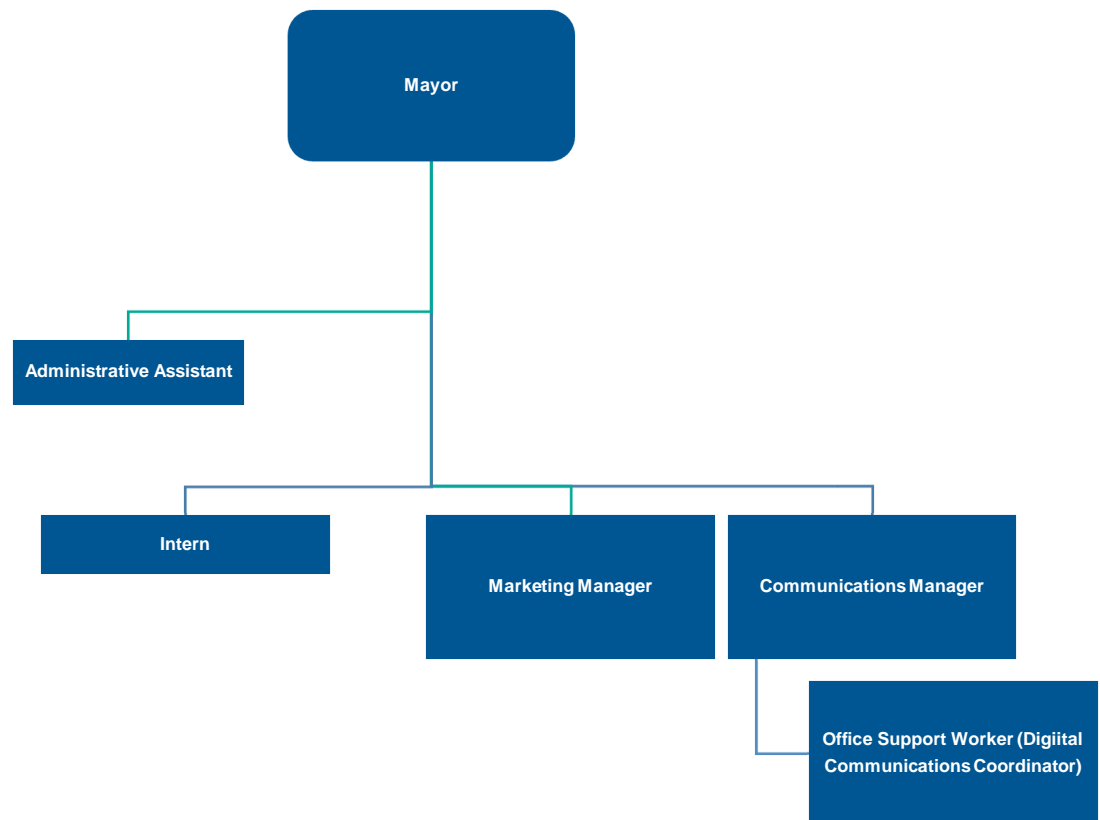 Mayor
Administrative Assistant
Intern
Marketing Manager
Communications Manager
Office Support Worker (Digiital
Communications Coordinator)